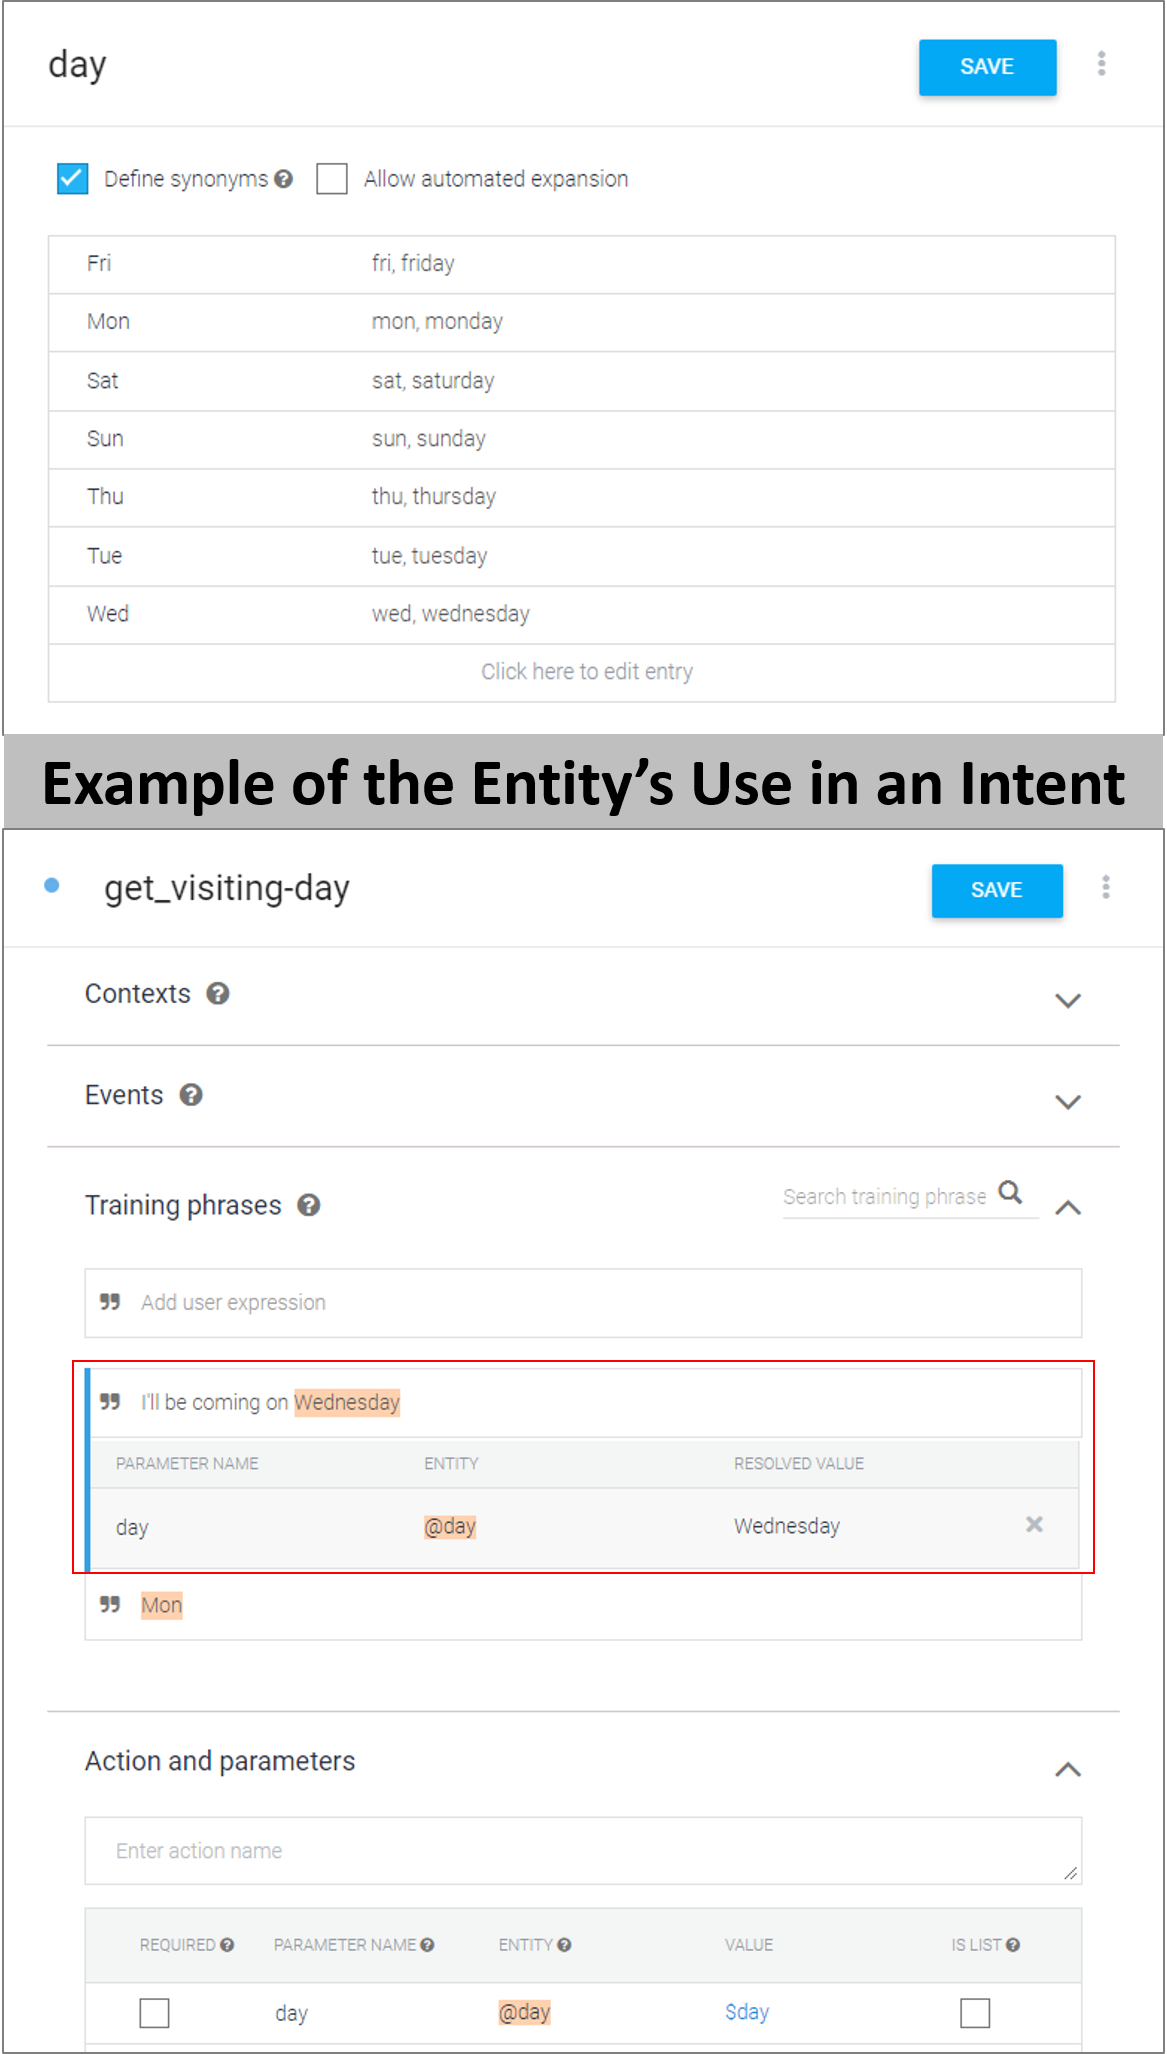 day SAVE
Define synonyms Allow automated expansion
Fri fri, friday
Mon mon, monday
Sat sat, saturday
Sun sun, sunday
Thu thu, thursday
Tue tue, tuesday
Wed wed, wednesday
Click here to edit entry
Example of the Entity’s Use in an Intent
get_visiting-day SAVE
Contexts
Events
Training phrases Search training phrase
Add user expression
I'll be coming on Wednesday
PARAMETER NAME ENTITY RESOLVED VALUE
day @day Wednesday
Mon
Action and parameters
Enter action name
REQUIRED PARAMETER NAME ENTITY VALUE IS LIST
day @day $day